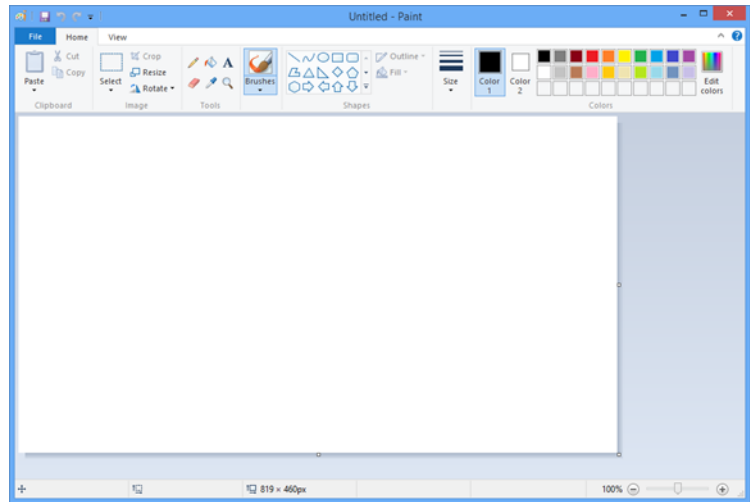 Untitled - Paint
File Home View
Cut
Copy
Paste
Clipboard
Crop
Resize
Rotate
Select
Image
A
Tools
Brushes
Outline
Fill
Shapes
Size
Color 1
Color 2
Edit colors
Colors
819 × 460px
100%